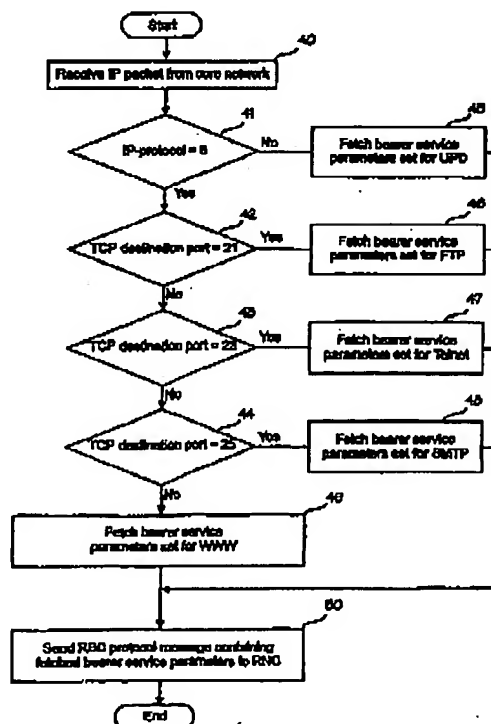 Start
40
Receive IP packet from core network
41
IP-protocol = 6
No
45
Fetch bearer service
parameters set for UPD
Yes
42
TCP destination port = 21
Yes
46
Fetch bearer service
parameters set for FTP
No
43
TCP destination port = 23
Yes
47
Fetch bearer service
parameters set for Telnet
No
44
TCP destination port = 25
Yes
48
Fetch bearer service
parameters set for SMTP
No
49
Fetch bearer service
parameters set for WWW
50
Send RBC protocol message containing
fetched bearer service parameters to RNC
End